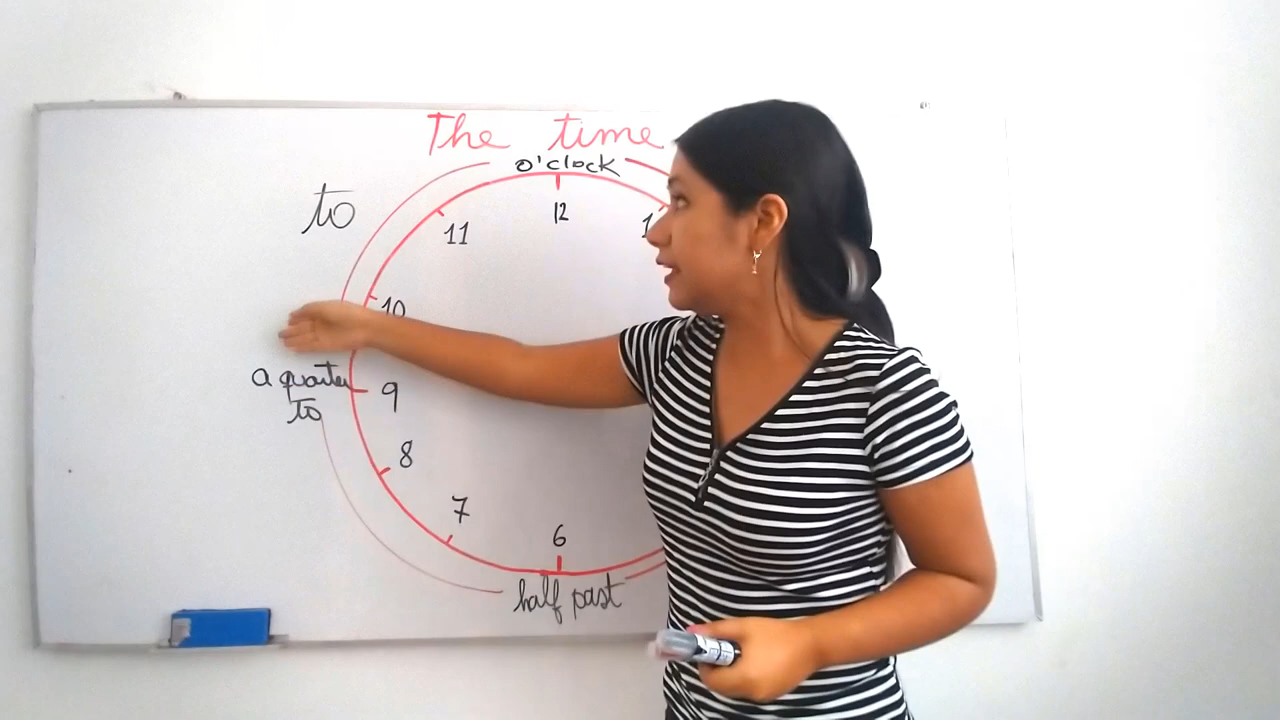 The time
o'clock
to
12
11
1
10
a quarter
to
9
8
7
6
half past